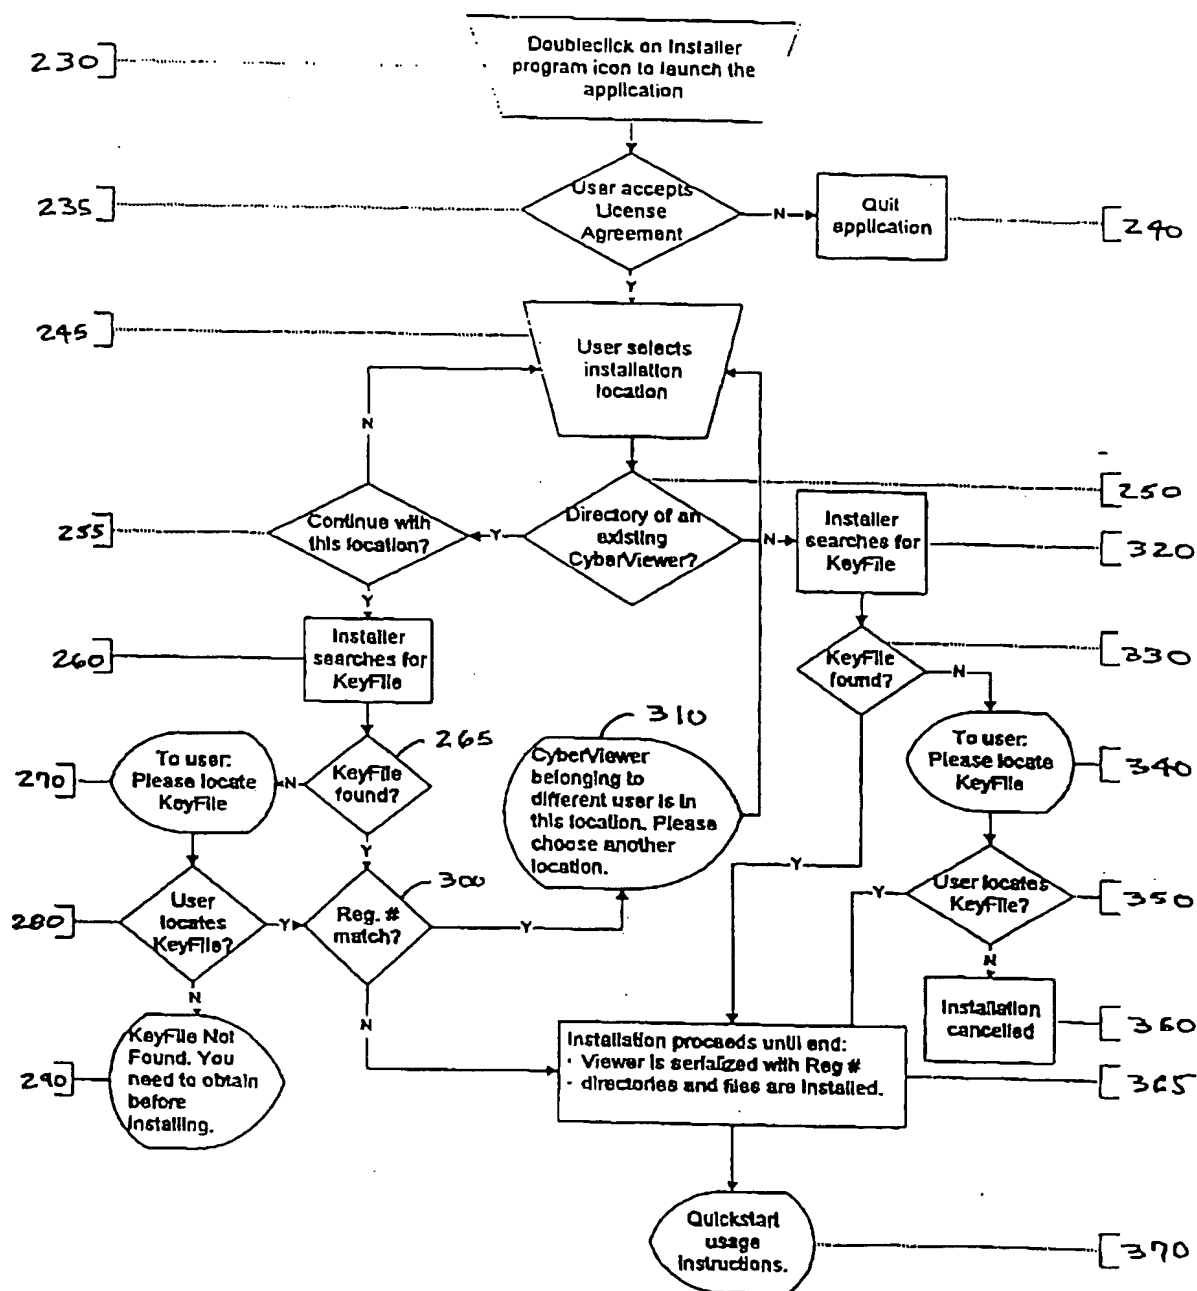 230
Doubleclick on Installer
program icon to launch the
application
235
User accepts
License
Agreement
N
Quit
application
240
Y
245
User selects
installation
location
N
250
255
Continue with
this location?
Y
Directory of an
existing
CyberViewer?
N
Installer
searches for
KeyFile
320
Y
260
Installer
searches for
KeyFile
330
KeyFile
found?
N
310
265
270
To user:
Please locate
KeyFile
N
KeyFile
found?
CyberViewer
belonging to
different user is in
this location. Please
choose another
location.
To user:
Please locate
KeyFile
340
Y
Y
300
280
User
locates
KeyFile?
Y
Reg. #
match?
Y
Y
User locates
KeyFile?
350
N
N
N
Installation
cancelled
360
290
KeyFile Not
Found. You
need to obtain
before
installing.
Installation proceeds until end:
· Viewer is serialized with Reg #
· directories and files are installed.
365
Quickstart
usage
instructions.
370